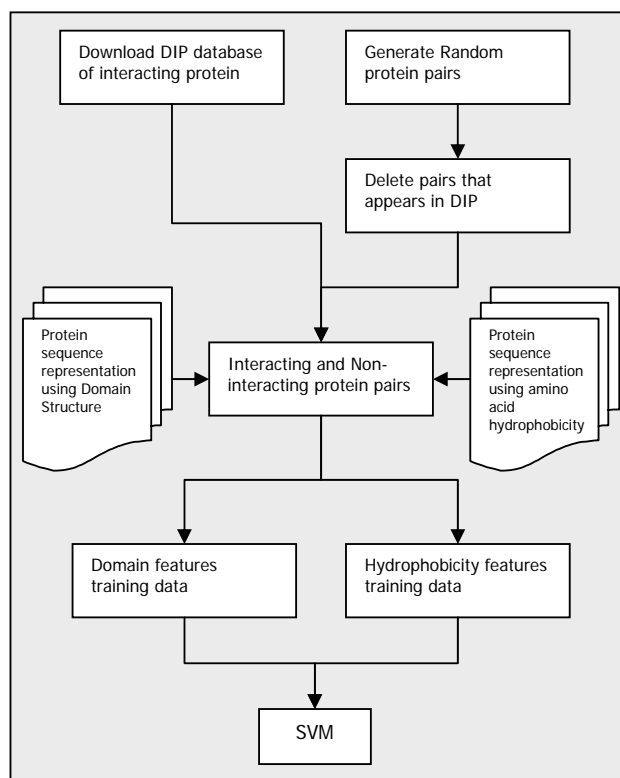 Download DIP database
of interacting protein
Generate Random
protein pairs
Delete pairs that
appears in DIP
Protein
sequence
representation
using Domain
Structure
Interacting and Non-
interacting protein pairs
Protein
sequence
representation
using amino
acid
hydrophobicity
Domain features
training data
Hydrophobicity features
training data
SVM